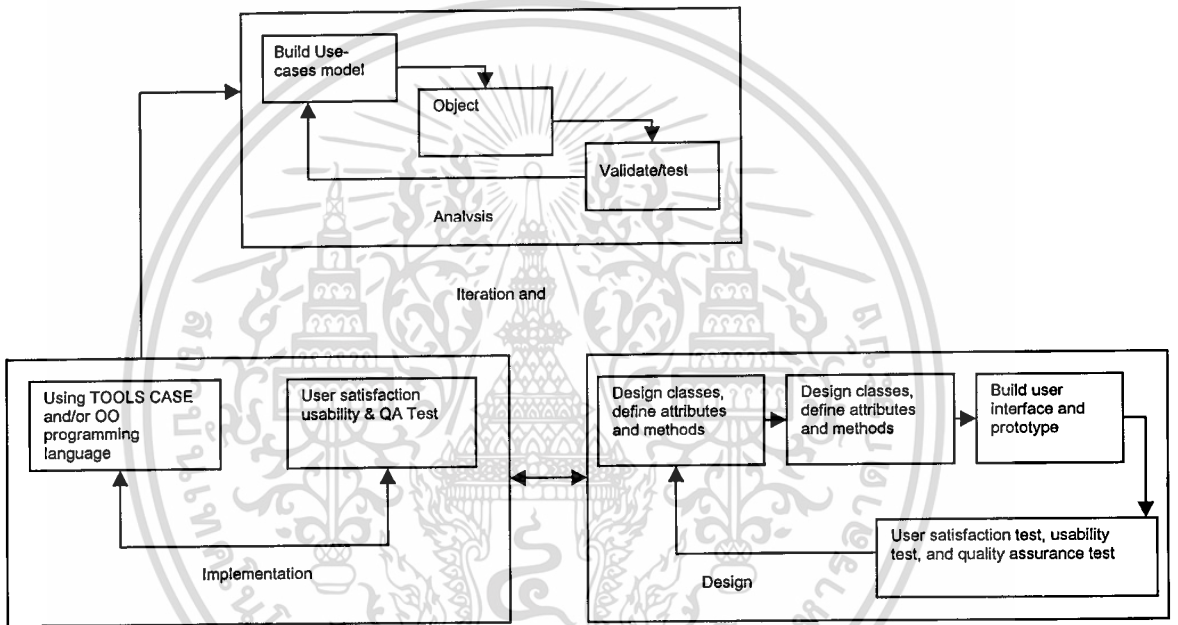 Build Use-
cases model
Object
Validate/test
Analysis
Iteration and
Using TOOLS CASE
and/or OO
programming
language
User satisfaction
usability & QA Test
Implementation
Design classes,
define attributes
and methods
Design classes,
define attributes
and methods
Build user
interface and
prototype
User satisfaction test, usability
test, and quality assurance test
Design